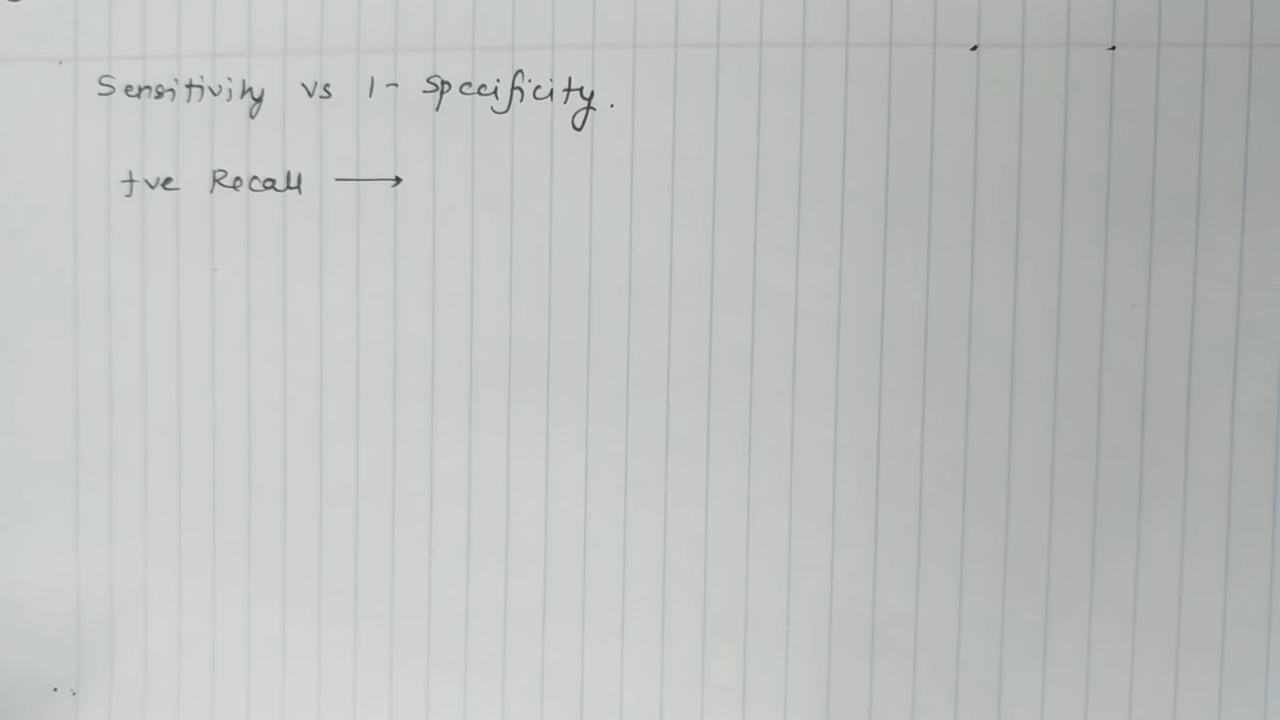 Sensitivity vs 1 - Specificity.
+ve Recall →